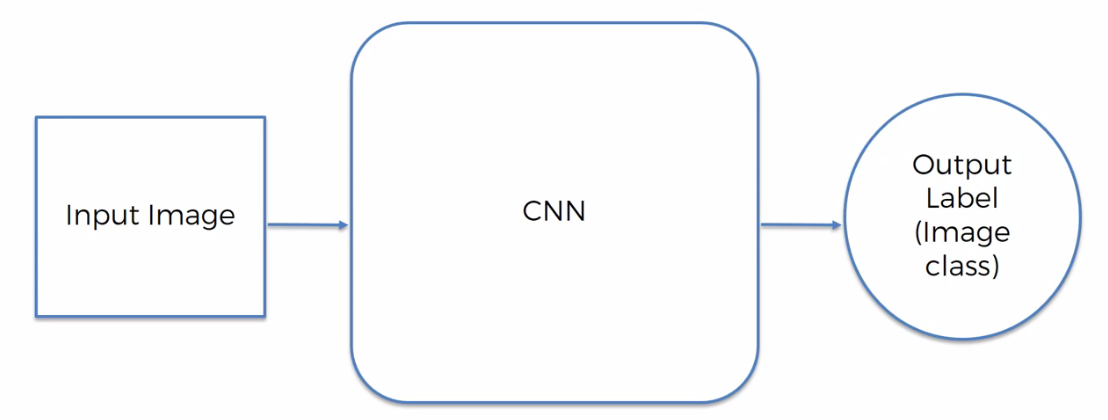 Input Image
CNN
Output
Label
(Image
class)